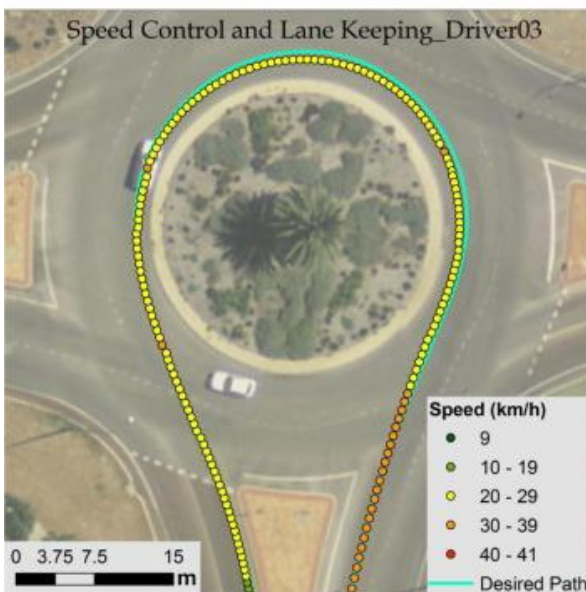 Speed Control and Lane Keeping_Driver03
Speed (km/h)
9
10 - 19
20 - 29
30 - 39
40 - 41
Desired Path
0 3.75 7.5 15
m